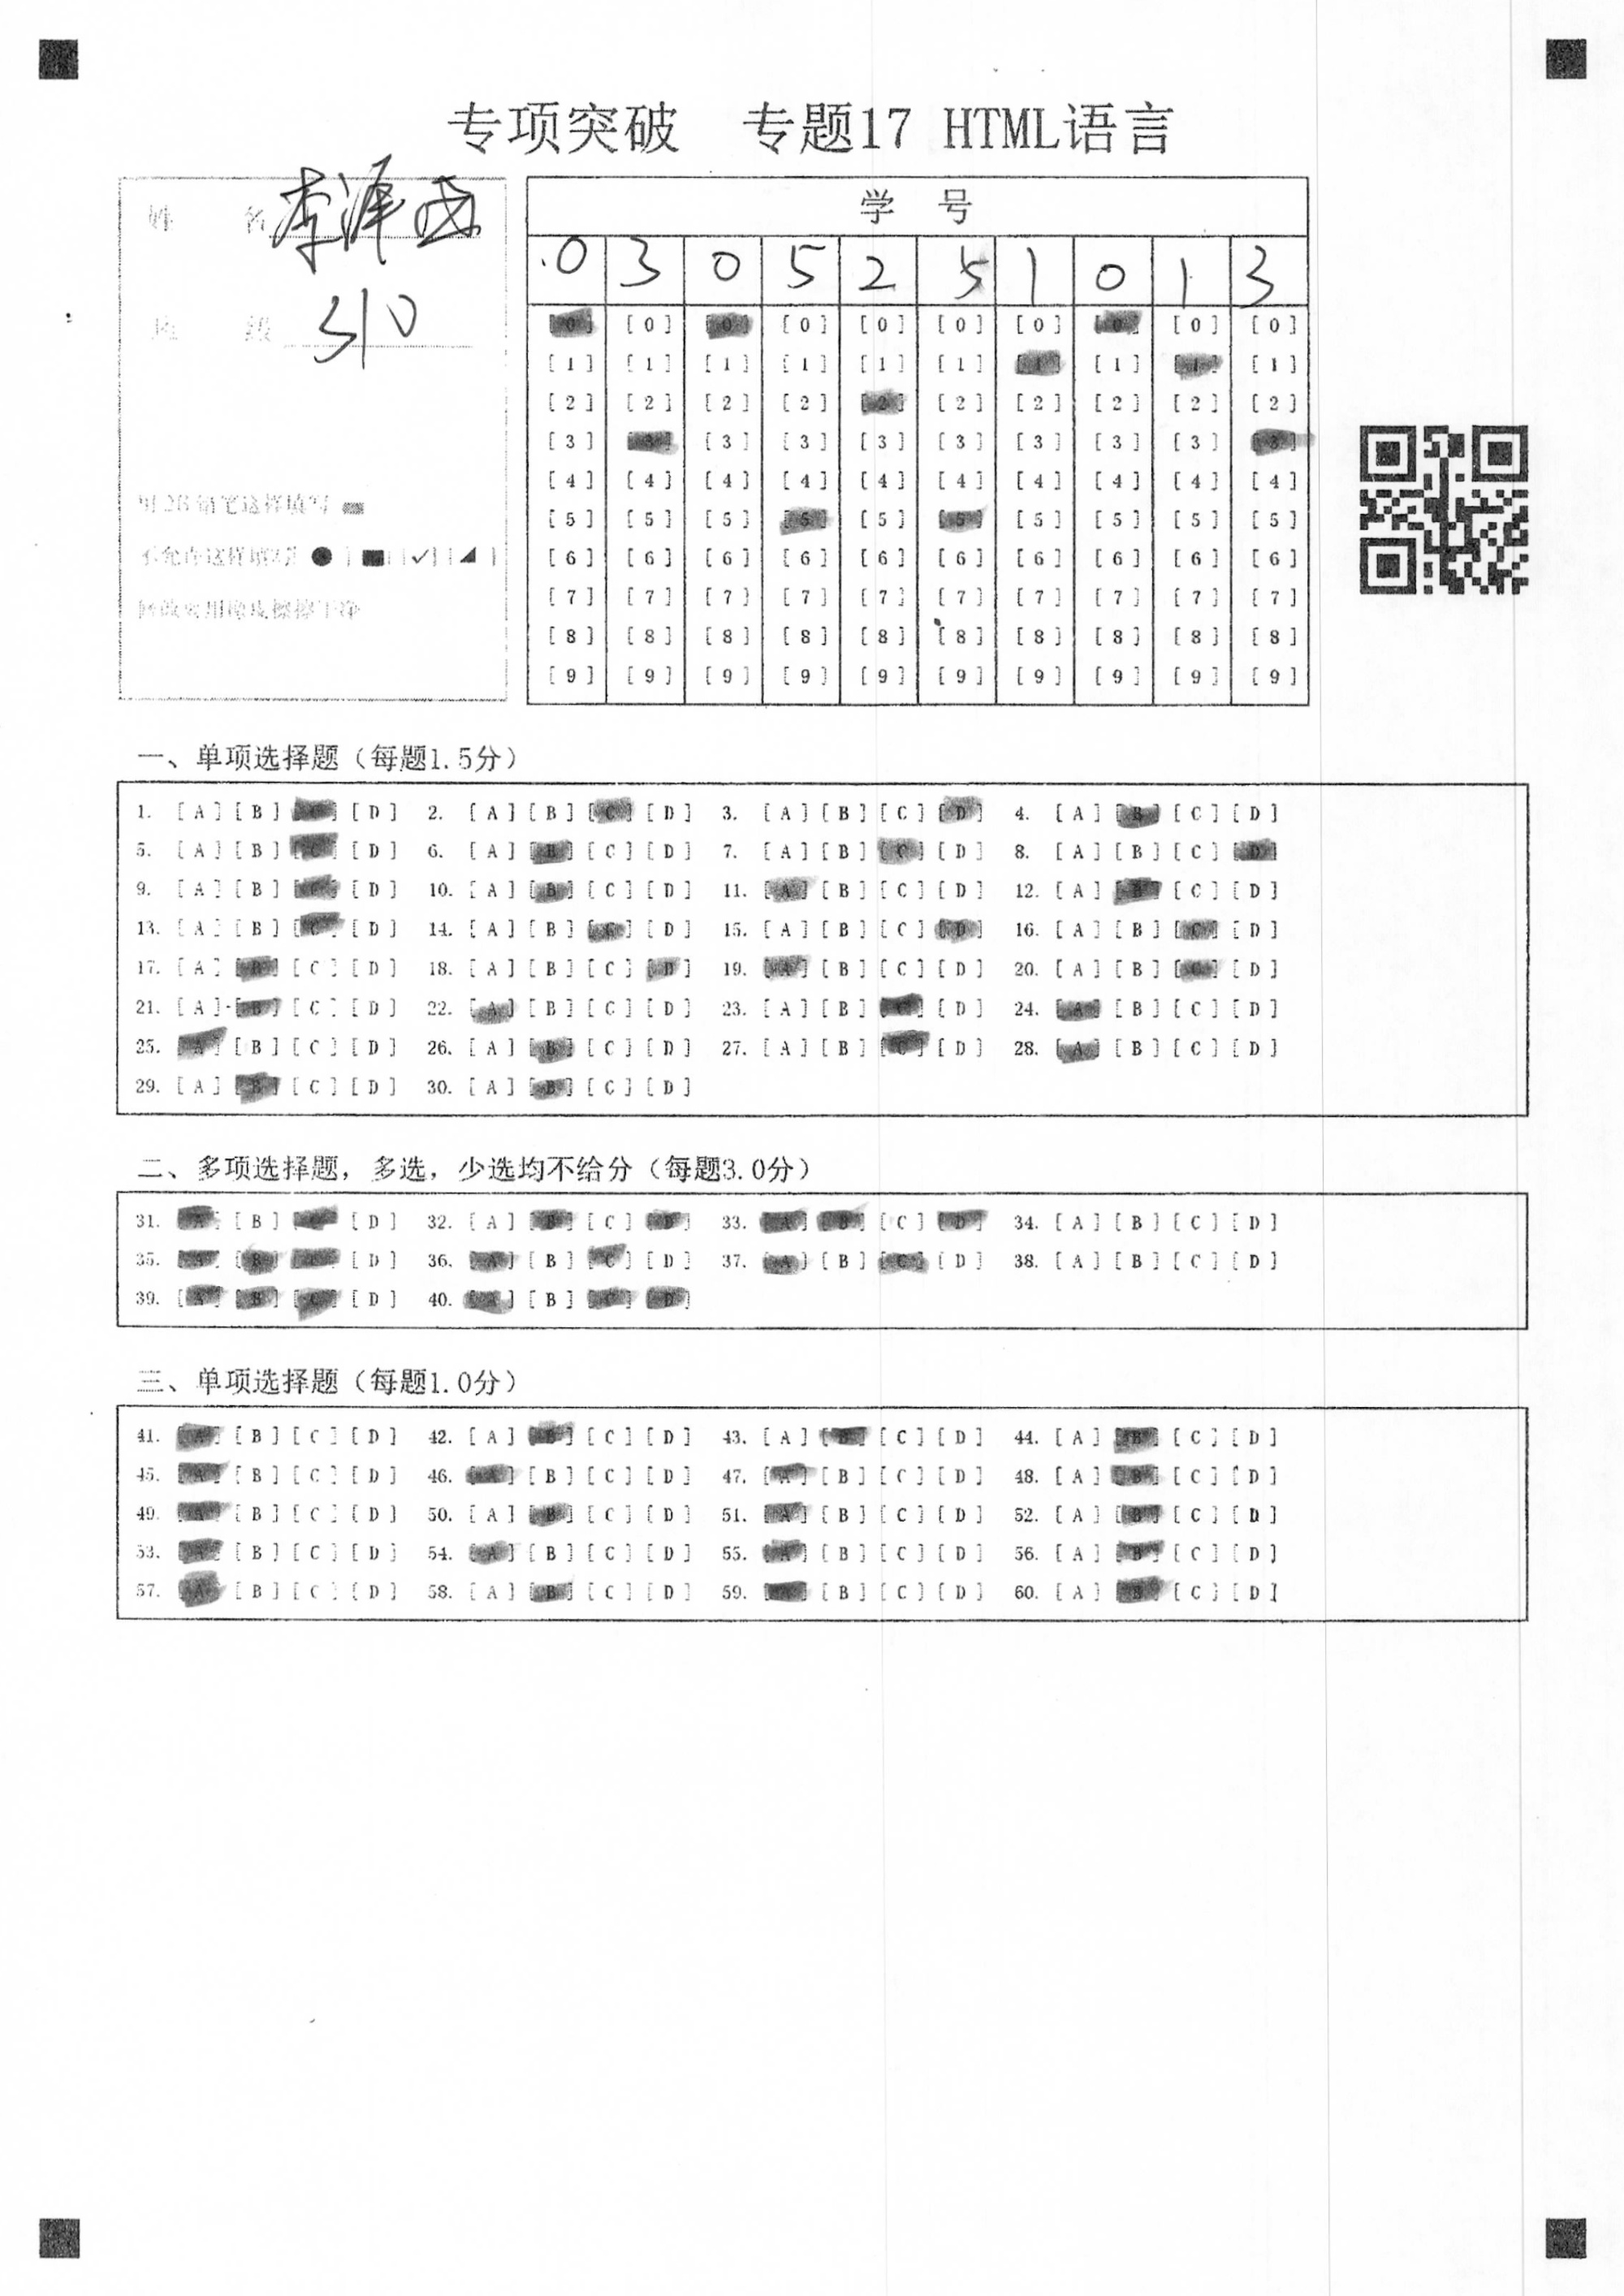 专项突破 专题17 HTML语言
姓 名 李泽
310
学 号
0 3 0 5 2 5 1 0 1 3
[0] [0] [0] [0] [0] [0] [0] [0] [0] [0]
[1] [1] [1] [1] [1] [1] [1] [1] [1] [1]
[2] [2] [2] [2] [2] [2] [2] [2] [2] [2]
[3] [3] [3] [3] [3] [3] [3] [3] [3] [3]
[4] [4] [4] [4] [4] [4] [4] [4] [4] [4]
[5] [5] [5] [5] [5] [5] [5] [5] [5] [5]
[6] [6] [6] [6] [6] [6] [6] [6] [6] [6]
[7] [7] [7] [7] [7] [7] [7] [7] [7] [7]
[8] [8] [8] [8] [8] [8] [8] [8] [8] [8]
[9] [9] [9] [9] [9] [9] [9] [9] [9] [9]
用2B铅笔这样填写
不允许这样填写
修改要用橡皮擦擦干净
一、单项选择题（每题1.5分）
1. [A] [B] [C] [D] 2. [A] [B] [C] [D] 3. [A] [B] [C] [D] 4. [A] [B] [C] [D]
5. [A] [B] [C] [D] 6. [A] [B] [C] [D] 7. [A] [B] [C] [D] 8. [A] [B] [C] [D]
9. [A] [B] [C] [D] 10. [A] [B] [C] [D] 11. [A] [B] [C] [D] 12. [A] [B] [C] [D]
13. [A] [B] [C] [D] 14. [A] [B] [C] [D] 15. [A] [B] [C] [D] 16. [A] [B] [C] [D]
17. [A] [B] [C] [D] 18. [A] [B] [C] [D] 19. [A] [B] [C] [D] 20. [A] [B] [C] [D]
21. [A] [B] [C] [D] 22. [A] [B] [C] [D] 23. [A] [B] [C] [D] 24. [A] [B] [C] [D]
25. [A] [B] [C] [D] 26. [A] [B] [C] [D] 27. [A] [B] [C] [D] 28. [A] [B] [C] [D]
29. [A] [B] [C] [D] 30. [A] [B] [C] [D]
二、多项选择题，多选，少选均不给分（每题3.0分）
31. [A] [B] [C] [D] 32. [A] [B] [C] [D] 33. [A] [B] [C] [D] 34. [A] [B] [C] [D]
35. [A] [B] [C] [D] 36. [A] [B] [C] [D] 37. [A] [B] [C] [D] 38. [A] [B] [C] [D]
39. [A] [B] [C] [D] 40. [A] [B] [C] [D]
三、单项选择题（每题1.0分）
41. [A] [B] [C] [D] 42. [A] [B] [C] [D] 43. [A] [B] [C] [D] 44. [A] [B] [C] [D]
45. [A] [B] [C] [D] 46. [A] [B] [C] [D] 47. [A] [B] [C] [D] 48. [A] [B] [C] [D]
49. [A] [B] [C] [D] 50. [A] [B] [C] [D] 51. [A] [B] [C] [D] 52. [A] [B] [C] [D]
53. [A] [B] [C] [D] 54. [A] [B] [C] [D] 55. [A] [B] [C] [D] 56. [A] [B] [C] [D]
57. [A] [B] [C] [D] 58. [A] [B] [C] [D] 59. [A] [B] [C] [D] 60. [A] [B] [C] [D]